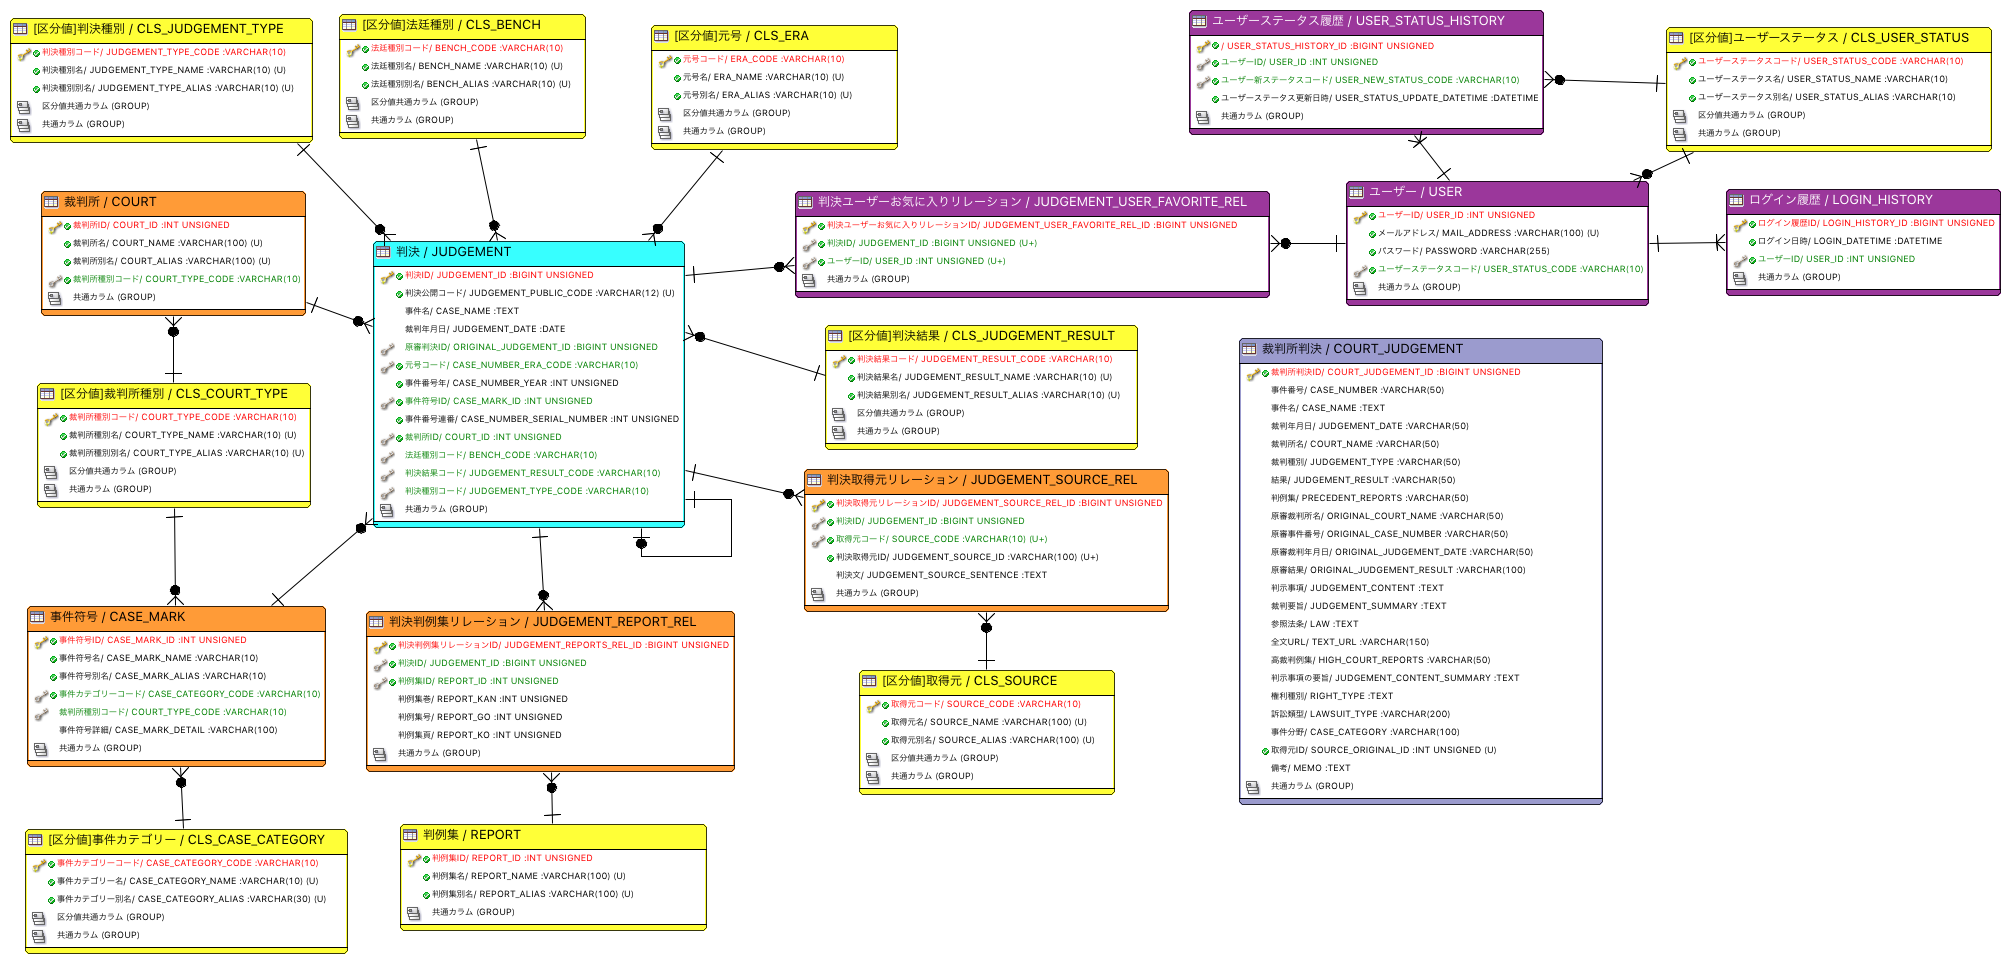 [区分値]判決種別 / CLS_JUDGEMENT_TYPE
判決種別コード/ JUDGEMENT_TYPE_CODE :VARCHAR(10)
判決種別名/ JUDGEMENT_TYPE_NAME :VARCHAR(10) (U)
判決種別別名/ JUDGEMENT_TYPE_ALIAS :VARCHAR(10) (U)
区分値共通カラム (GROUP)
共通カラム (GROUP)
[区分値]法廷種別 / CLS_BENCH
法廷種別コード/ BENCH_CODE :VARCHAR(10)
法廷種別名/ BENCH_NAME :VARCHAR(10) (U)
法廷種別別名/ BENCH_ALIAS :VARCHAR(10) (U)
区分値共通カラム (GROUP)
共通カラム (GROUP)
[区分値]元号 / CLS_ERA
元号コード/ ERA_CODE :VARCHAR(10)
元号名/ ERA_NAME :VARCHAR(10) (U)
元号別名/ ERA_ALIAS :VARCHAR(10) (U)
区分値共通カラム (GROUP)
共通カラム (GROUP)
ユーザーステータス履歴 / USER_STATUS_HISTORY
/ USER_STATUS_HISTORY_ID :BIGINT UNSIGNED
ユーザーID/ USER_ID :INT UNSIGNED
ユーザー新ステータスコード/ USER_NEW_STATUS_CODE :VARCHAR(10)
ユーザーステータス更新日時/ USER_STATUS_UPDATE_DATETIME :DATETIME
共通カラム (GROUP)
[区分値]ユーザーステータス / CLS_USER_STATUS
ユーザーステータスコード/ USER_STATUS_CODE :VARCHAR(10)
ユーザーステータス名/ USER_STATUS_NAME :VARCHAR(10)
ユーザーステータス別名/ USER_STATUS_ALIAS :VARCHAR(10)
区分値共通カラム (GROUP)
共通カラム (GROUP)
裁判所 / COURT
裁判所ID/ COURT_ID :INT UNSIGNED
裁判所名/ COURT_NAME :VARCHAR(100) (U)
裁判所別名/ COURT_ALIAS :VARCHAR(100) (U)
裁判所種別コード/ COURT_TYPE_CODE :VARCHAR(10)
共通カラム (GROUP)
判決 / JUDGEMENT
判決ID/ JUDGEMENT_ID :BIGINT UNSIGNED
判決公開コード/ JUDGEMENT_PUBLIC_CODE :VARCHAR(12) (U)
事件名/ CASE_NAME :TEXT
裁判年月日/ JUDGEMENT_DATE :DATE
原審判決ID/ ORIGINAL_JUDGEMENT_ID :BIGINT UNSIGNED
元号コード/ CASE_NUMBER_ERA_CODE :VARCHAR(10)
事件番号年/ CASE_NUMBER_YEAR :INT UNSIGNED
事件符号ID/ CASE_MARK_ID :INT UNSIGNED
事件番号連番/ CASE_NUMBER_SERIAL_NUMBER :INT UNSIGNED
裁判所ID/ COURT_ID :INT UNSIGNED
法廷種別コード/ BENCH_CODE :VARCHAR(10)
判決結果コード/ JUDGEMENT_RESULT_CODE :VARCHAR(10)
判決種別コード/ JUDGEMENT_TYPE_CODE :VARCHAR(10)
共通カラム (GROUP)
判決ユーザーお気に入りリレーション / JUDGEMENT_USER_FAVORITE_REL
判決ユーザーお気に入りリレーションID/ JUDGEMENT_USER_FAVORITE_REL_ID :BIGINT UNSIGNED
判決ID/ JUDGEMENT_ID :BIGINT UNSIGNED (U+)
ユーザーID/ USER_ID :INT UNSIGNED (U+)
共通カラム (GROUP)
ユーザー / USER
ユーザーID/ USER_ID :INT UNSIGNED
メールアドレス/ MAIL_ADDRESS :VARCHAR(100) (U)
パスワード/ PASSWORD :VARCHAR(255)
ユーザーステータスコード/ USER_STATUS_CODE :VARCHAR(10)
共通カラム (GROUP)
ログイン履歴 / LOGIN_HISTORY
ログイン履歴ID/ LOGIN_HISTORY_ID :BIGINT UNSIGNED
ログイン日時/ LOGIN_DATETIME :DATETIME
ユーザーID/ USER_ID :INT UNSIGNED
共通カラム (GROUP)
[区分値]判決結果 / CLS_JUDGEMENT_RESULT
判決結果コード/ JUDGEMENT_RESULT_CODE :VARCHAR(10)
判決結果名/ JUDGEMENT_RESULT_NAME :VARCHAR(10) (U)
判決結果別名/ JUDGEMENT_RESULT_ALIAS :VARCHAR(10) (U)
区分値共通カラム (GROUP)
共通カラム (GROUP)
裁判所判決 / COURT_JUDGEMENT
裁判所判決ID/ COURT_JUDGEMENT_ID :BIGINT UNSIGNED
事件番号/ CASE_NUMBER :VARCHAR(50)
事件名/ CASE_NAME :TEXT
裁判年月日/ JUDGEMENT_DATE :VARCHAR(50)
裁判所名/ COURT_NAME :VARCHAR(50)
裁判種別/ JUDGEMENT_TYPE :VARCHAR(50)
結果/ JUDGEMENT_RESULT :VARCHAR(50)
判例集/ PRECEDENT_REPORTS :VARCHAR(50)
原審裁判所名/ ORIGINAL_COURT_NAME :VARCHAR(50)
原審事件番号/ ORIGINAL_CASE_NUMBER :VARCHAR(50)
原審裁判年月日/ ORIGINAL_JUDGEMENT_DATE :VARCHAR(50)
原審結果/ ORIGINAL_JUDGEMENT_RESULT :VARCHAR(100)
判示事項/ JUDGEMENT_CONTENT :TEXT
裁判要旨/ JUDGEMENT_SUMMARY :TEXT
参照法条/ LAW :TEXT
全文URL/ TEXT_URL :VARCHAR(150)
高裁判例集/ HIGH_COURT_REPORTS :VARCHAR(50)
判示事項の要旨/ JUDGEMENT_CONTENT_SUMMARY :TEXT
権利種別/ RIGHT_TYPE :TEXT
訴訟類型/ LAWSUIT_TYPE :VARCHAR(200)
事件分野/ CASE_CATEGORY :VARCHAR(100)
取得元ID/ SOURCE_ORIGINAL_ID :INT UNSIGNED (U)
備考/ MEMO :TEXT
共通カラム (GROUP)
[区分値]裁判所種別 / CLS_COURT_TYPE
裁判所種別コード/ COURT_TYPE_CODE :VARCHAR(10)
裁判所種別名/ COURT_TYPE_NAME :VARCHAR(10) (U)
裁判所種別別名/ COURT_TYPE_ALIAS :VARCHAR(10) (U)
区分値共通カラム (GROUP)
共通カラム (GROUP)
判決取得元リレーション / JUDGEMENT_SOURCE_REL
判決取得元リレーションID/ JUDGEMENT_SOURCE_REL_ID :BIGINT UNSIGNED
判決ID/ JUDGEMENT_ID :BIGINT UNSIGNED
取得元コード/ SOURCE_CODE :VARCHAR(10) (U+)
判決取得元ID/ JUDGEMENT_SOURCE_ID :VARCHAR(100) (U+)
判決文/ JUDGEMENT_SOURCE_SENTENCE :TEXT
共通カラム (GROUP)
事件符号 / CASE_MARK
事件符号ID/ CASE_MARK_ID :INT UNSIGNED
事件符号名/ CASE_MARK_NAME :VARCHAR(10)
事件符号別名/ CASE_MARK_ALIAS :VARCHAR(10)
事件カテゴリーコード/ CASE_CATEGORY_CODE :VARCHAR(10)
裁判所種別コード/ COURT_TYPE_CODE :VARCHAR(10)
事件符号詳細/ CASE_MARK_DETAIL :VARCHAR(100)
共通カラム (GROUP)
判決判例集リレーション / JUDGEMENT_REPORT_REL
判決判例集リレーションID/ JUDGEMENT_REPORTS_REL_ID :BIGINT UNSIGNED
判決ID/ JUDGEMENT_ID :BIGINT UNSIGNED
判例集ID/ REPORT_ID :INT UNSIGNED
判例集巻/ REPORT_KAN :INT UNSIGNED
判例集号/ REPORT_GO :INT UNSIGNED
判例集頁/ REPORT_KO :INT UNSIGNED
共通カラム (GROUP)
[区分値]取得元 / CLS_SOURCE
取得元コード/ SOURCE_CODE :VARCHAR(10)
取得元名/ SOURCE_NAME :VARCHAR(100) (U)
取得元別名/ SOURCE_ALIAS :VARCHAR(100) (U)
区分値共通カラム (GROUP)
共通カラム (GROUP)
[区分値]事件カテゴリー / CLS_CASE_CATEGORY
事件カテゴリーコード/ CASE_CATEGORY_CODE :VARCHAR(10)
事件カテゴリー名/ CASE_CATEGORY_NAME :VARCHAR(10) (U)
事件カテゴリー別名/ CASE_CATEGORY_ALIAS :VARCHAR(30) (U)
区分値共通カラム (GROUP)
共通カラム (GROUP)
判例集 / REPORT
判例集ID/ REPORT_ID :INT UNSIGNED
判例集名/ REPORT_NAME :VARCHAR(100) (U)
判例集別名/ REPORT_ALIAS :VARCHAR(100) (U)
共通カラム (GROUP)